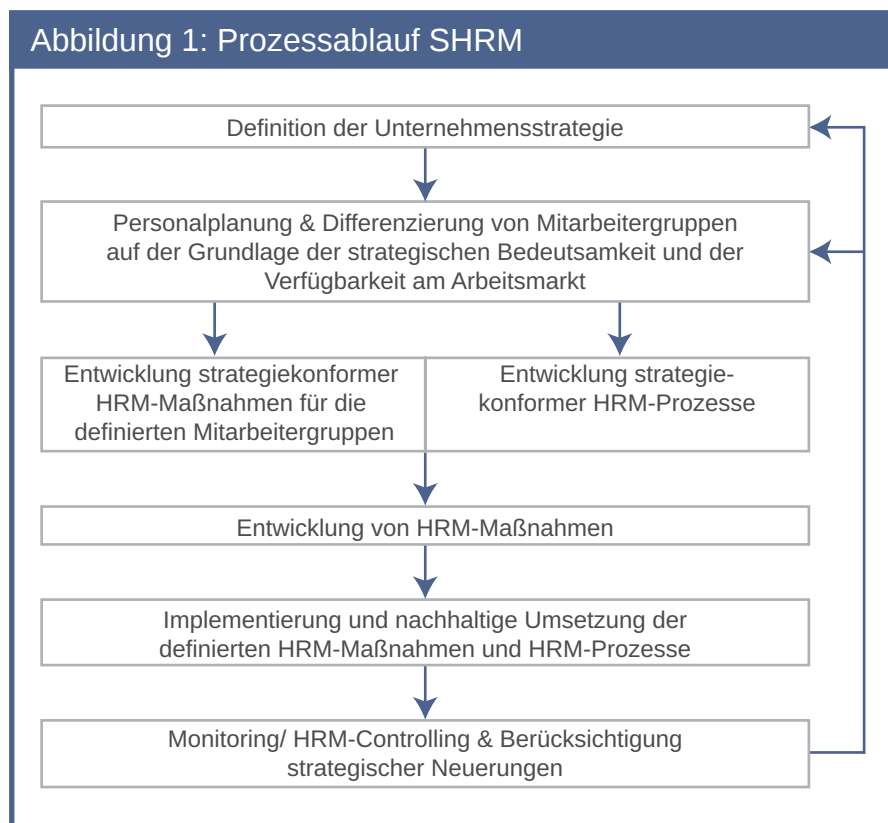 Abbildung 1: Prozessablauf SHRM
Definition der Unternehmensstrategie
Personalplanung & Differenzierung von Mitarbeitergruppen
auf der Grundlage der strategischen Bedeutsamkeit und der
Verfügbarkeit am Arbeitsmarkt
Entwicklung strategiekonformer
HRM-Maßnahmen für die
definierten Mitarbeitergruppen
Entwicklung strategie-
konformer HRM-Prozesse
Entwicklung von HRM-Maßnahmen
Implementierung und nachhaltige Umsetzung der
definierten HRM-Maßnahmen und HRM-Prozesse
Monitoring/ HRM-Controlling & Berücksichtigung
strategischer Neuerungen